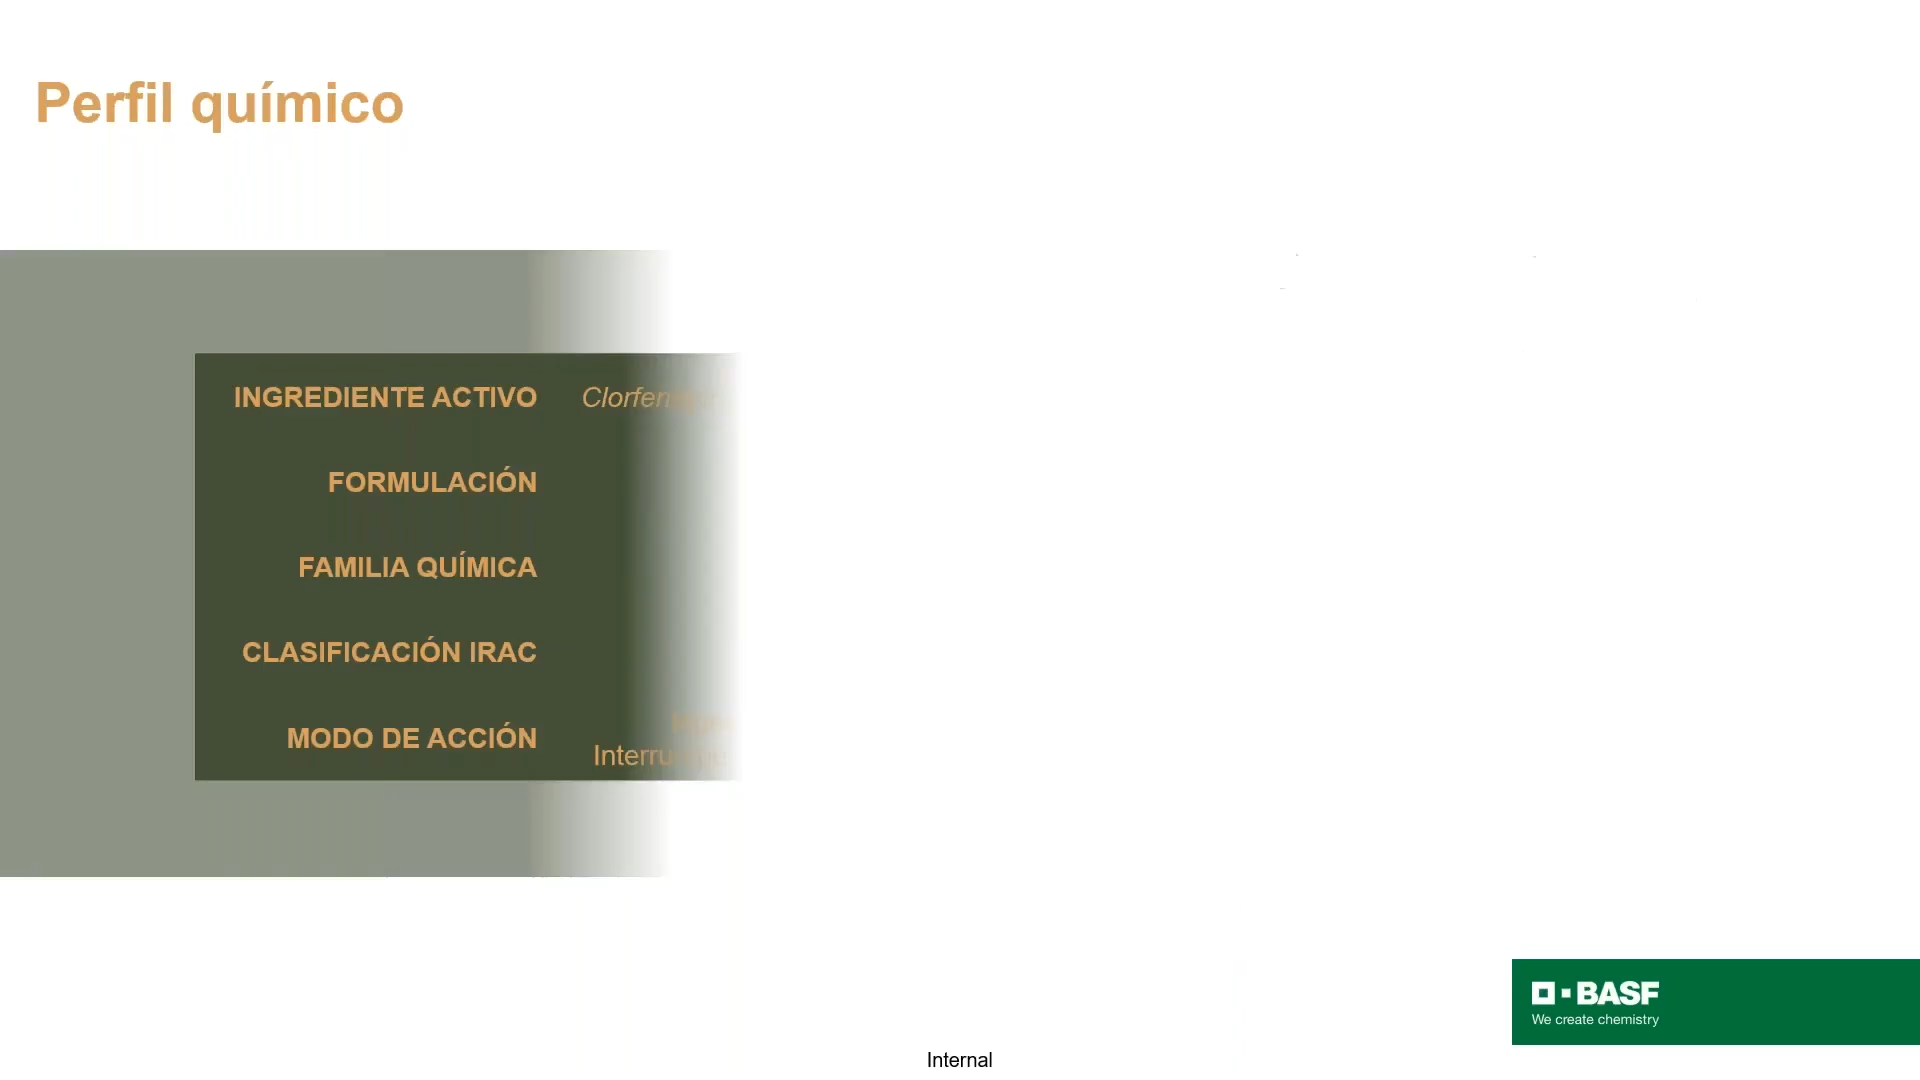 Perfil químico
INGREDIENTE ACTIVO
FORMULACIÓN
FAMILIA QUÍMICA
CLASIFICACIÓN IRAC
MODO DE ACCIÓN
BASF
We create chemistry
Internal